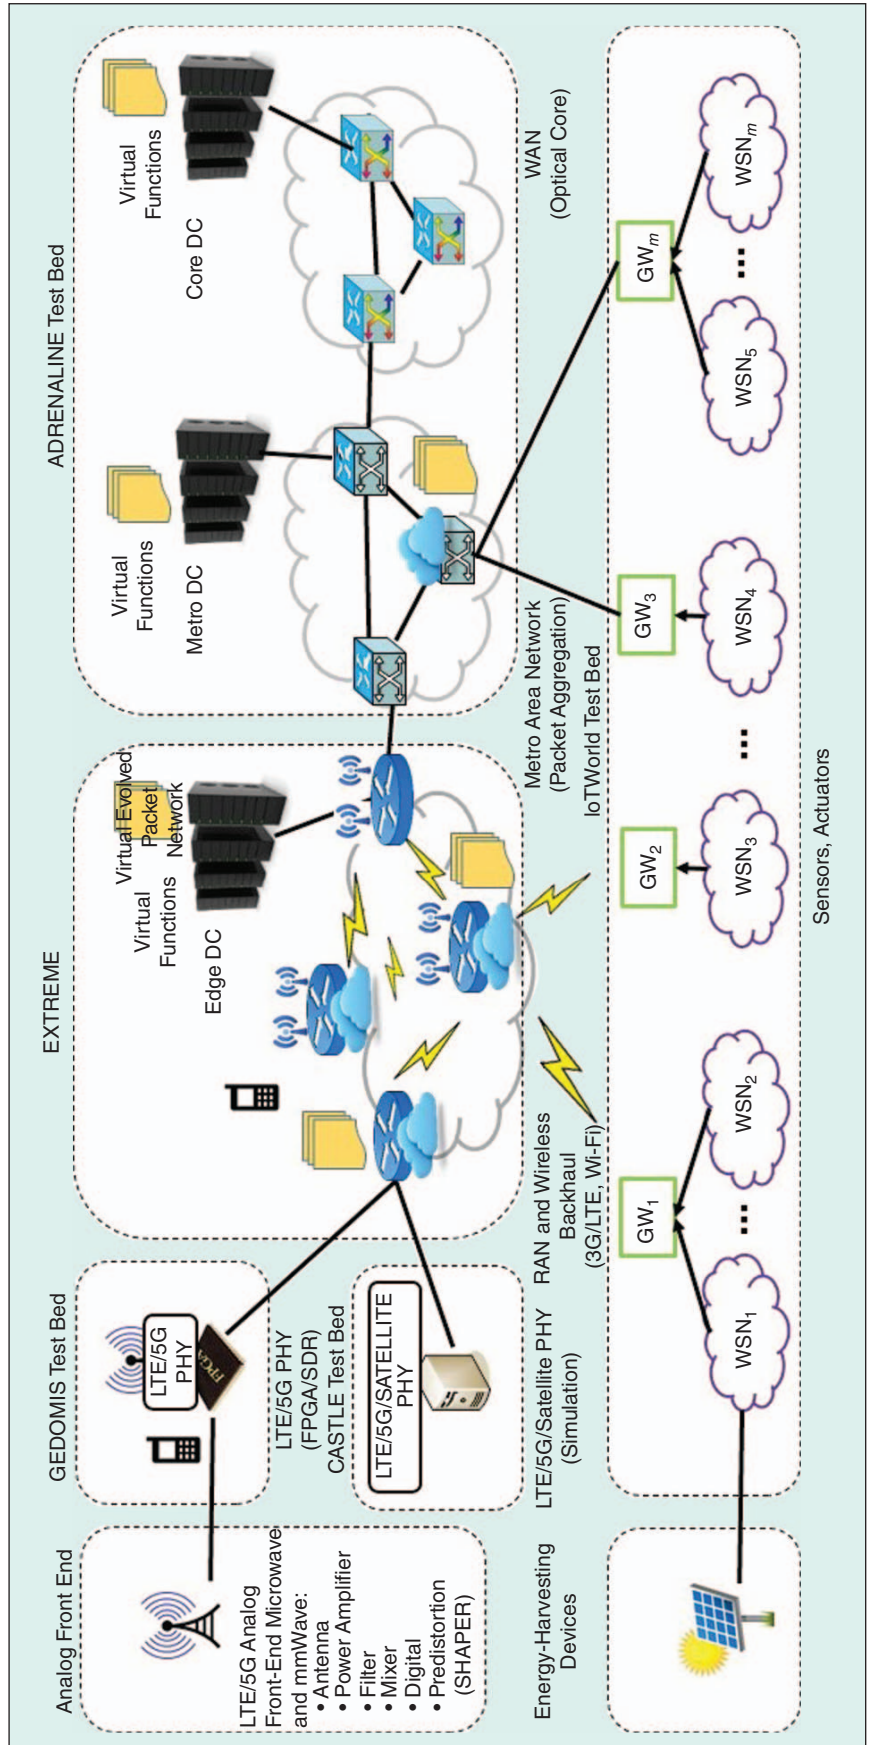 Analog Front End
LTE/5G Analog
Front-End Microwave
and mmWave:
• Antenna
• Power Amplifier
• Filter
• Mixer
• Digital
• Predistortion
(SHAPER)
GEDOMIS Test Bed
LTE/5G
PHY
FPGA
LTE/5G PHY
(FPGA/SDR)
CASTLE Test Bed
LTE/5G/SATELLITE
PHY
LTE/5G/Satellite PHY
(Simulation)
EXTREME
Virtual Evolved
Packet
Network
Virtual
Functions
Edge DC
RAN and Wireless
Backhaul
(3G/LTE, Wi-Fi)
ADRENALINE Test Bed
Virtual
Functions
Metro DC
Virtual
Functions
Core DC
Metro Area Network
(Packet Aggregation)
WAN
(Optical Core)
IoTWorld Test Bed
Energy-Harvesting
Devices
GW1
GW2
GW3
GWm
WSN1
...
WSN2
WSN3
...
WSN4
WSN5
...
WSNm
Sensors, Actuators